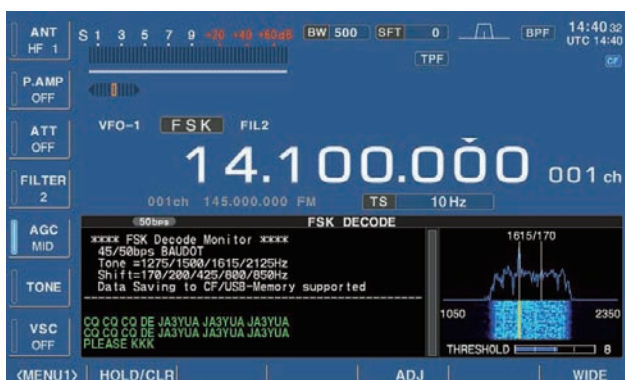 ANT
HF 1
S 1 3 5 7 9 +20 +40 +60dB
BW 500
SFT 0
BPF
14:40 32
UTC 14:40
TPF
CF
P.AMP
OFF
VFO-1 FSK FIL2
ATT
OFF
14.100.000
001 ch
FILTER
2
001ch 145.000.000 FM
TS 10Hz
AGC
MID
50bps
FSK DECODE
**** FSK Decode Monitor ****
45/50bps BAUDOT
Tone =1275/1500/1615/2125Hz
Shift=170/200/425/800/850Hz
Data Saving to CF/USB-Memory supported
CQ CQ CQ DE JA3YUA JA3YUA JA3YUA
CQ CQ CQ DE JA3YUA JA3YUA JA3YUA
PLEASE KKK
1615/170
1050
2350
THRESHOLD
8
TONE
VSC
OFF
<MENU1>
HOLD/CLR
ADJ
WIDE